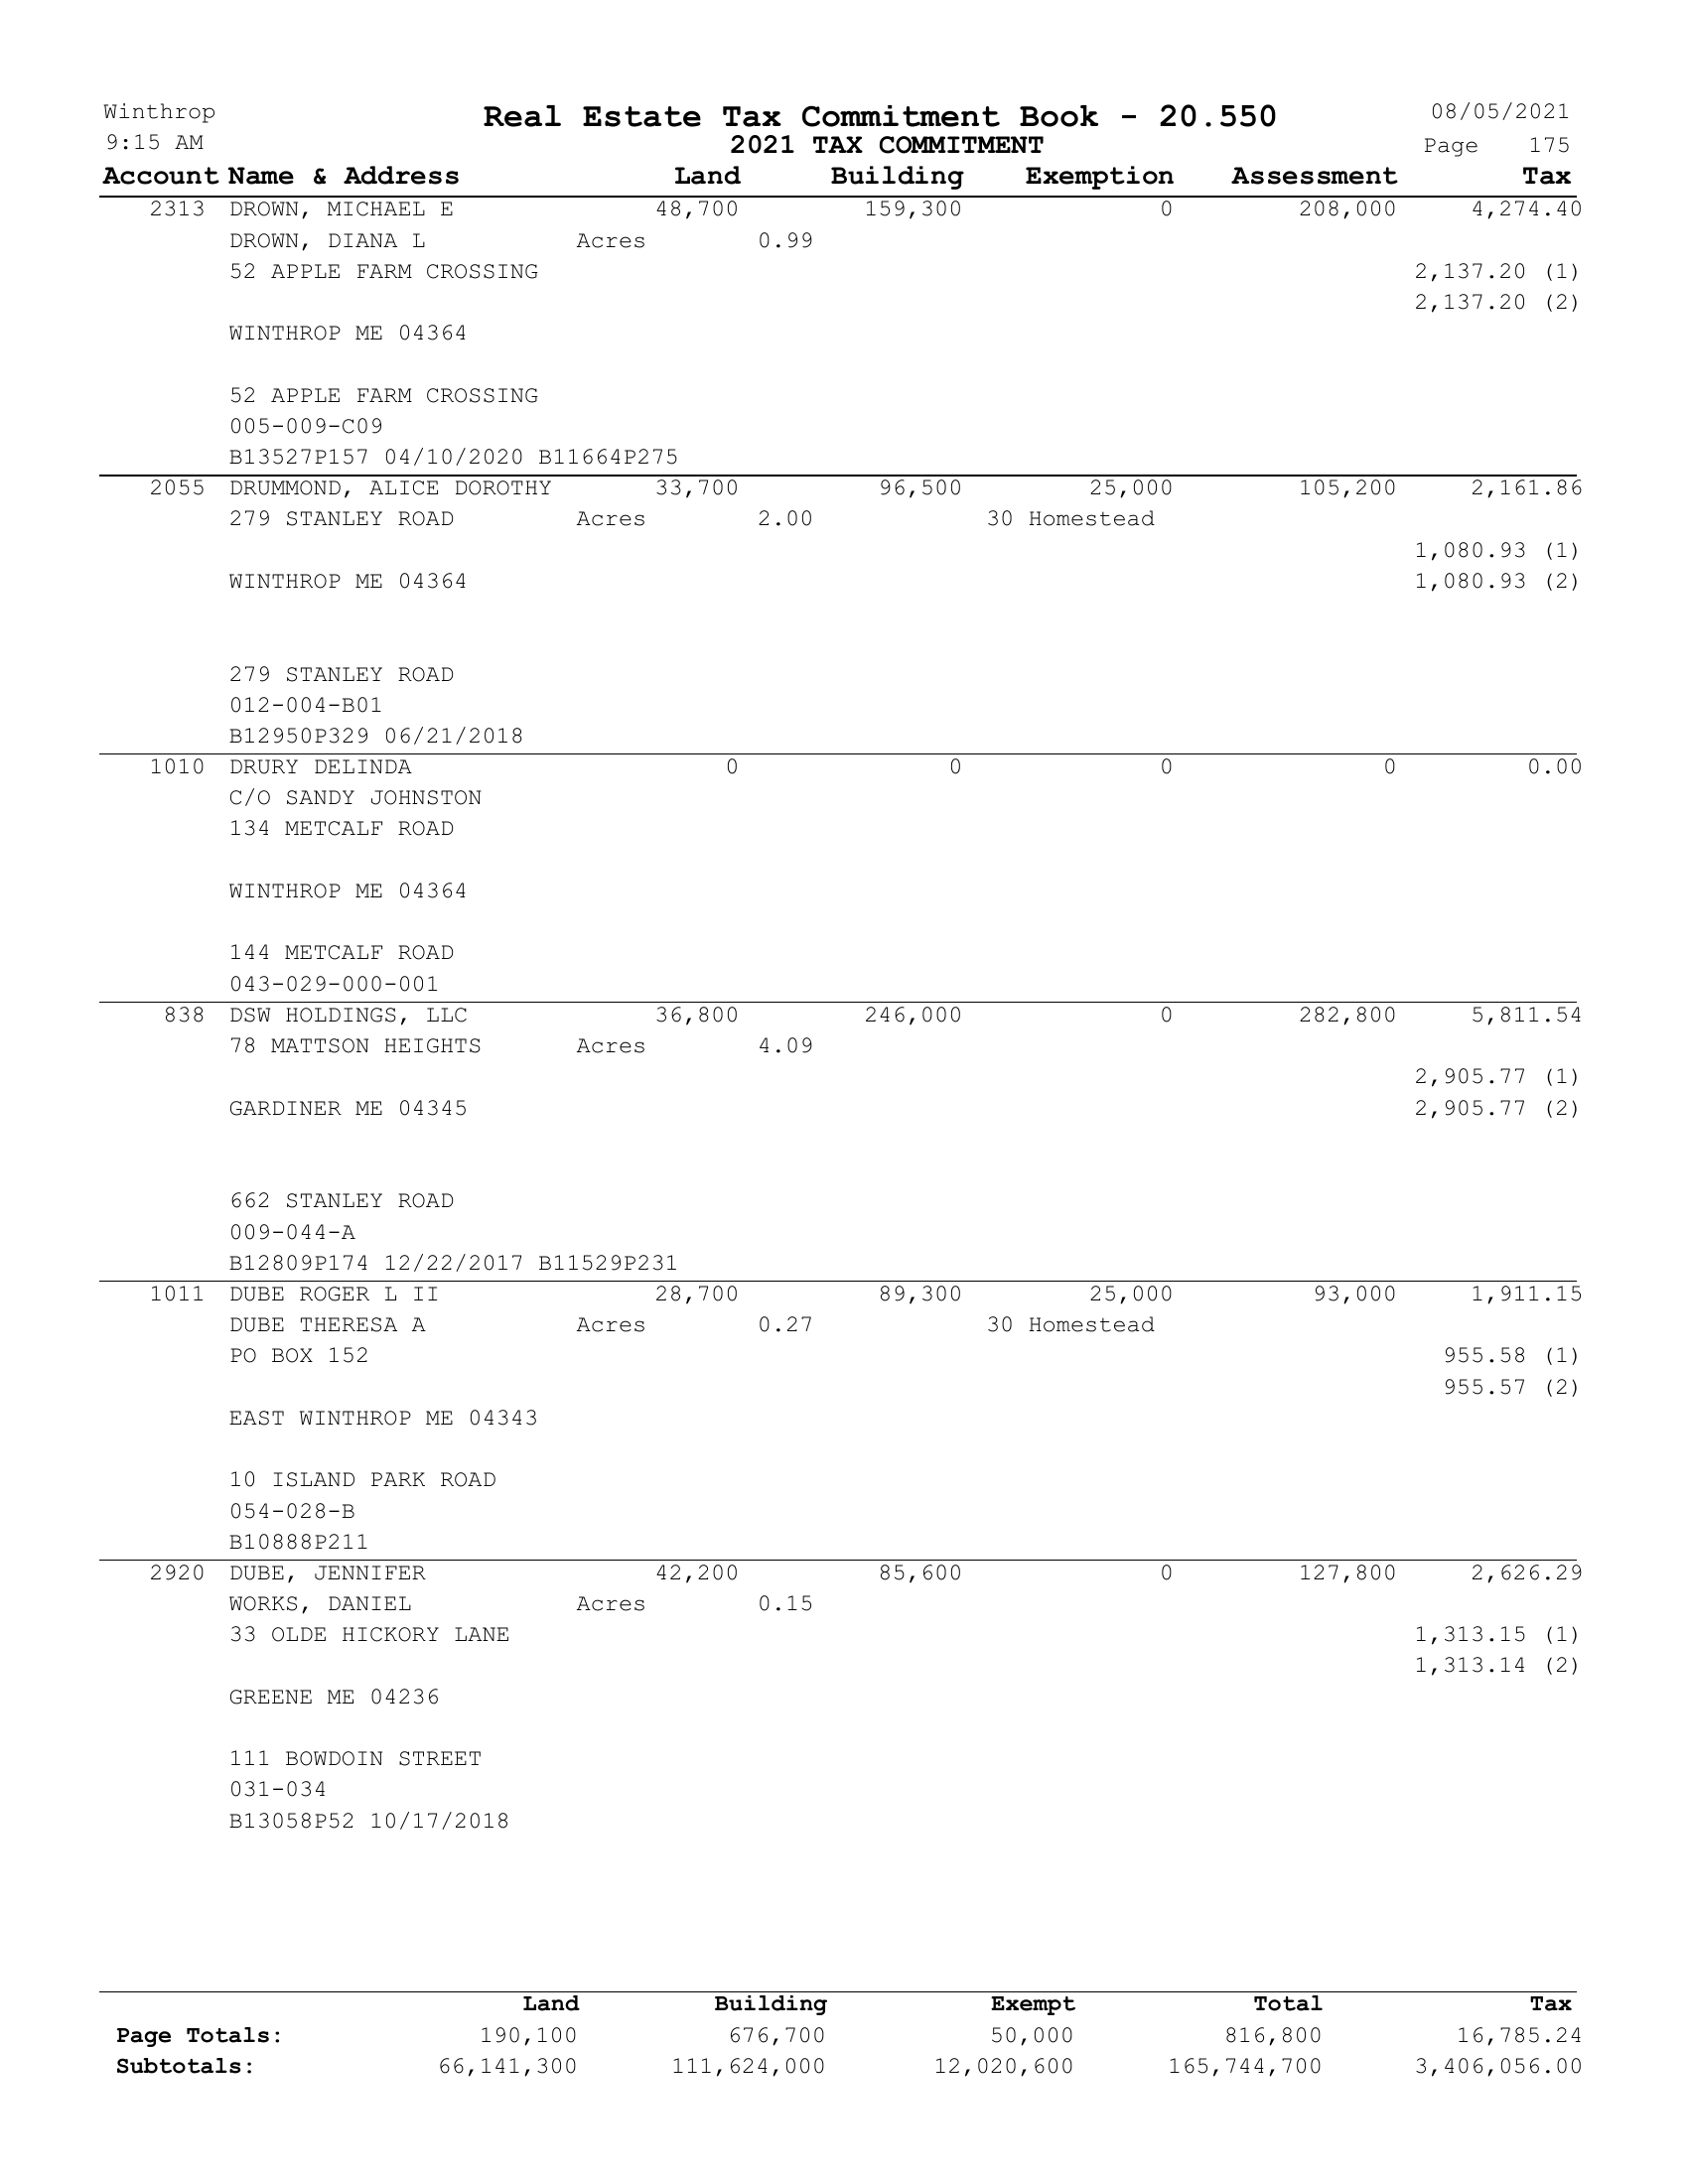 Winthrop Real Estate Tax Commitment Book - 20.550 08/05/2021
9:15 AM 2021 TAX COMMITMENT Page 175
Account Name & Address Land Building Exemption Assessment Tax
2313 DROWN, MICHAEL E 48,700 159,300 0 208,000 4,274.40
DROWN, DIANA L Acres 0.99
52 APPLE FARM CROSSING 2,137.20 (1)
2,137.20 (2)
WINTHROP ME 04364
52 APPLE FARM CROSSING
005-009-C09
B13527P157 04/10/2020 B11664P275
2055 DRUMMOND, ALICE DOROTHY 33,700 96,500 25,000 105,200 2,161.86
279 STANLEY ROAD Acres 2.00 30 Homestead
1,080.93 (1)
WINTHROP ME 04364 1,080.93 (2)
279 STANLEY ROAD
012-004-B01
B12950P329 06/21/2018
1010 DRURY DELINDA 0 0 0 0 0.00
C/O SANDY JOHNSTON
134 METCALF ROAD
WINTHROP ME 04364
144 METCALF ROAD
043-029-000-001
838 DSW HOLDINGS, LLC 36,800 246,000 0 282,800 5,811.54
78 MATTSON HEIGHTS Acres 4.09
2,905.77 (1)
GARDINER ME 04345 2,905.77 (2)
662 STANLEY ROAD
009-044-A
B12809P174 12/22/2017 B11529P231
1011 DUBE ROGER L II 28,700 89,300 25,000 93,000 1,911.15
DUBE THERESA A Acres 0.27 30 Homestead
PO BOX 152 955.58 (1)
955.57 (2)
EAST WINTHROP ME 04343
10 ISLAND PARK ROAD
054-028-B
B10888P211
2920 DUBE, JENNIFER 42,200 85,600 0 127,800 2,626.29
WORKS, DANIEL Acres 0.15
33 OLDE HICKORY LANE 1,313.15 (1)
1,313.14 (2)
GREENE ME 04236
111 BOWDOIN STREET
031-034
B13058P52 10/17/2018
Land Building Exempt Total Tax
Page Totals: 190,100 676,700 50,000 816,800 16,785.24
Subtotals: 66,141,300 111,624,000 12,020,600 165,744,700 3,406,056.00